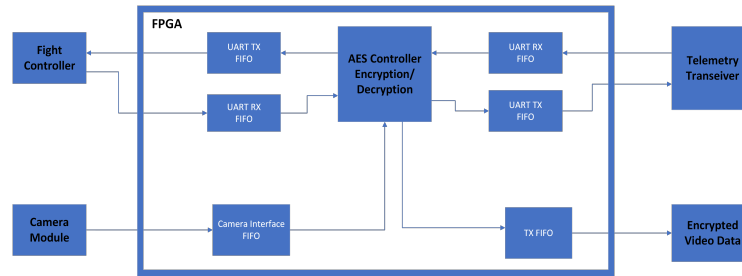 FPGA
Fight
Controller
UART TX
FIFO
AES Controller
Encryption/
Decryption
UART RX
FIFO
Telemetry
Transeiver
UART RX
FIFO
UART TX
FIFO
Camera
Module
Camera Interface
FIFO
TX FIFO
Encrypted
Video Data